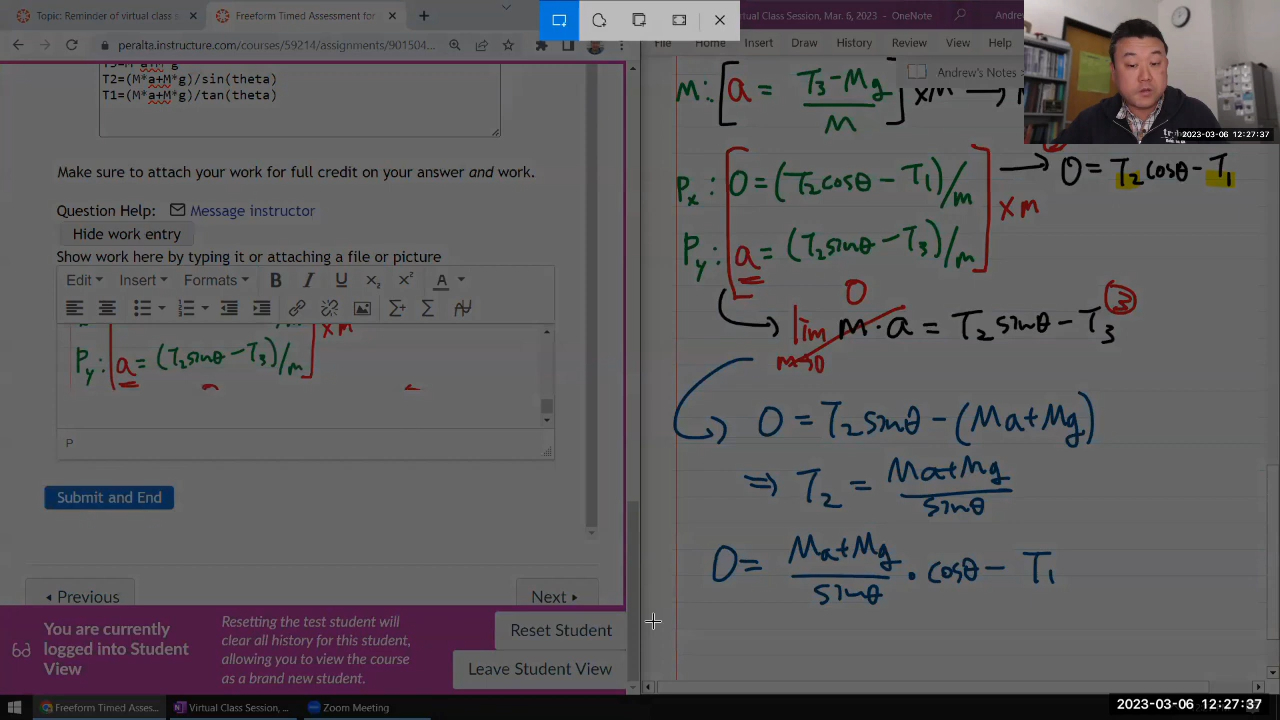 Topic: Reminder of virtual class s
Freeform Timed Assessment for
Virtual Class Session, Mar. 6, 2023 - OneNote
Andrew
peralta.instructure.com/courses/59214/assignments/901504
File Home Insert Draw History Review View Help
Andrew's Notes
T2=(M*a+M*g)/sin(theta)
T1=(M*a+M*g)/tan(theta)
Make sure to attach your work for full credit on your answer and work.
Question Help: Message instructor
Hide work entry
Show work here by typing it or attaching a file or picture
Edit Insert Formats B I U x₂ x² A
× m
Py: [a = (T₂sinθ - T₃)/m
P
Submit and End
Previous
Next
You are currently logged into Student View
Resetting the test student will
clear all history for this student,
allowing you to view the course
as a brand new student.
Reset Student
Leave Student View
M: [a = (T₃ - Mg)/M] × M →
Px: [0 = (T₂cosθ - T₁)/m → 0 = T₂cosθ - T₁
Py: a = (T₂sinθ - T₃)/m] × m
0
lim m→0 m·a = T₂sinθ - T₃ ③
0 = T₂sinθ - (Ma+Mg)
⇒ T₂ = (Ma+Mg)/sinθ
0 = (Ma+Mg)/sinθ · cosθ - T₁
2023-03-06 12:27:37
Freeform Timed Asses...
Virtual Class Session, ...
Zoom Meeting
2023-03-06 12:27:37